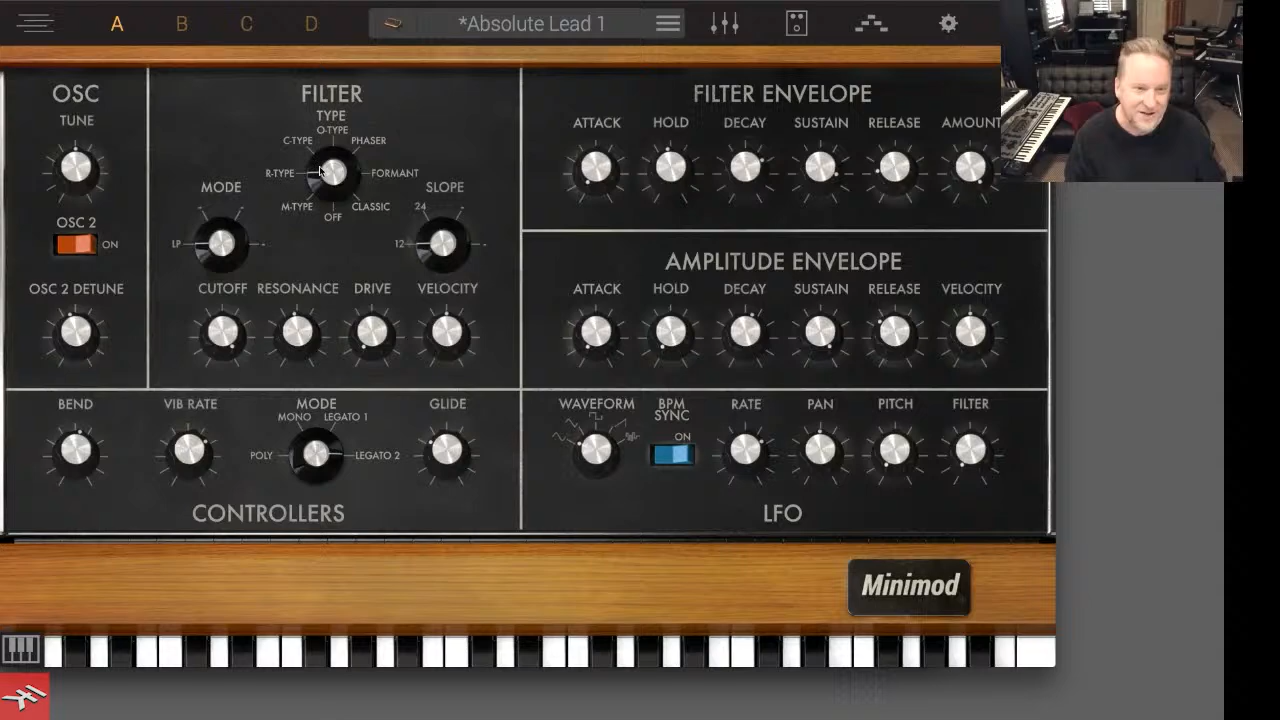 A B C D *Absolute Lead 1
OSC
TUNE
OSC 2
ON
OSC 2 DETUNE
FILTER
TYPE
O-TYPE
C-TYPE PHASER
R-TYPE FORMANT
M-TYPE CLASSIC
OFF
MODE
LP
SLOPE
24
12
CUTOFF RESONANCE DRIVE VELOCITY
FILTER ENVELOPE
ATTACK HOLD DECAY SUSTAIN RELEASE AMOUNT
AMPLITUDE ENVELOPE
ATTACK HOLD DECAY SUSTAIN RELEASE VELOCITY
BEND VIB RATE MODE GLIDE
MONO LEGATO 1
POLY LEGATO 2
CONTROLLERS
WAVEFORM BPM SYNC RATE PAN PITCH FILTER
ON
LFO
Minimod